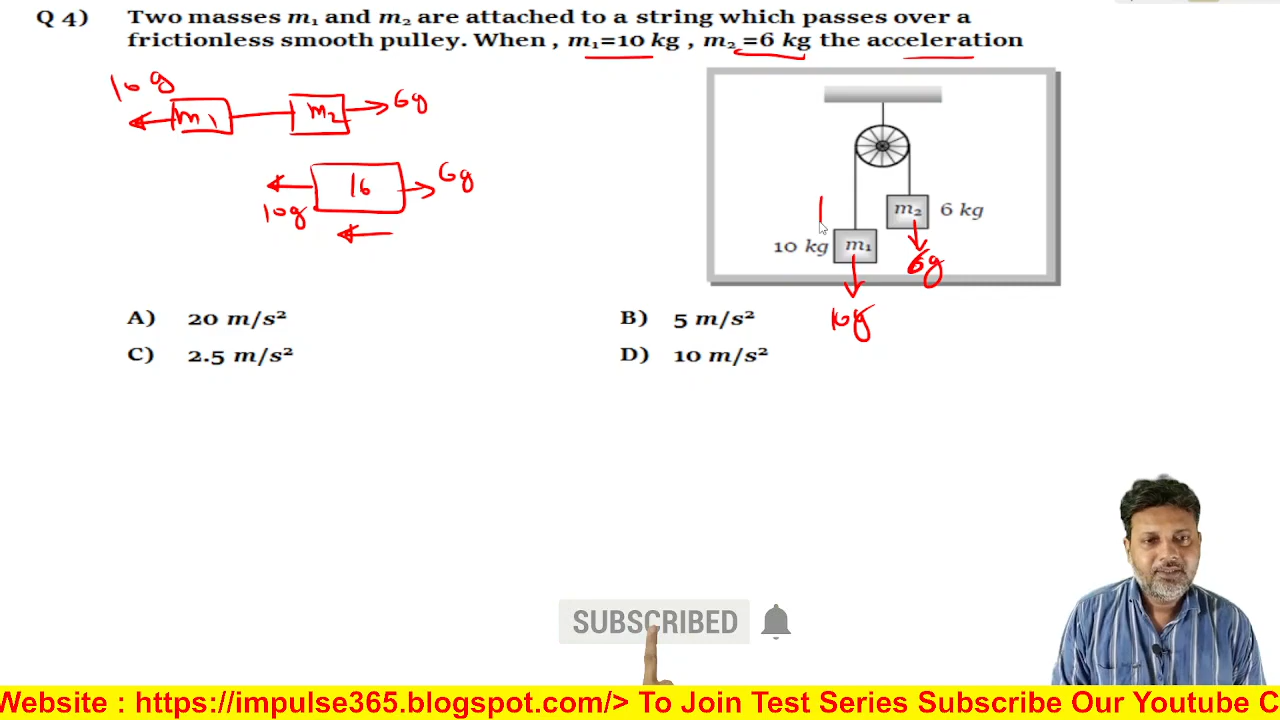 Q 4) Two masses m₁ and m₂ are attached to a string which passes over a
frictionless smooth pulley. When , m₁=10 kg , m₂ =6 kg the acceleration
10g
m1
m2
6g
16
6g
10g
m₂ 6 kg
10 kg m₁
6g
10g
A) 20 m/s² B) 5 m/s²
C) 2.5 m/s² D) 10 m/s²
SUBSCRIBED
Website : https://impulse365.blogspot.com/> To Join Test Series Subscribe Our Youtube C